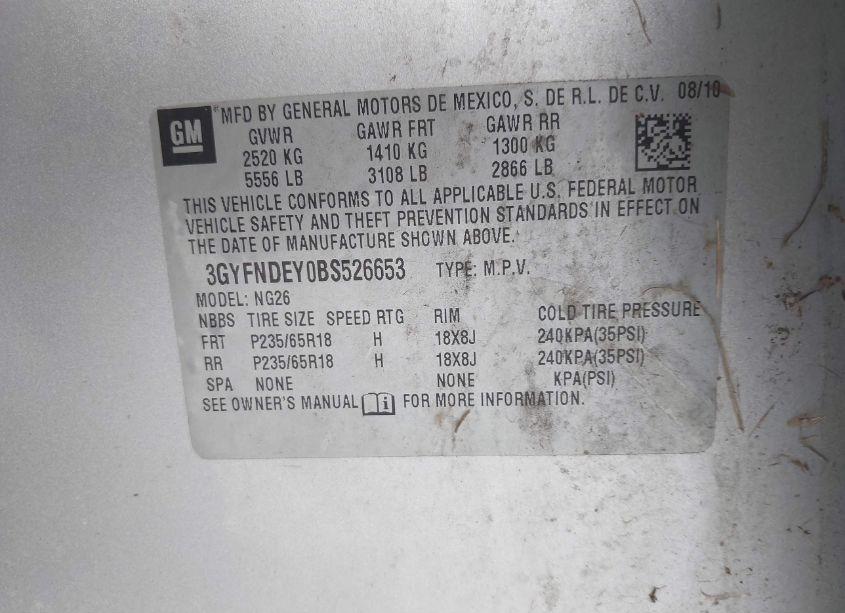 GM
MFD BY GENERAL MOTORS DE MEXICO, S. DE R.L. DE C.V. 08/10
GVWR GAWR FRT GAWR RR
2520 KG 1410 KG 1300 KG
5556 LB 3108 LB 2866 LB
THIS VEHICLE CONFORMS TO ALL APPLICABLE U.S. FEDERAL MOTOR
VEHICLE SAFETY AND THEFT PREVENTION STANDARDS IN EFFECT ON
THE DATE OF MANUFACTURE SHOWN ABOVE.
3GYFNDEY0BS526653 TYPE: M.P.V.
MODEL: NG26
NBBS TIRE SIZE SPEED RTG RIM COLD TIRE PRESSURE
FRT P235/65R18 H 18X8J 240KPA(35PSI)
RR P235/65R18 H 18X8J 240KPA(35PSI)
SPA NONE NONE KPA(PSI)
SEE OWNER'S MANUAL i FOR MORE INFORMATION.